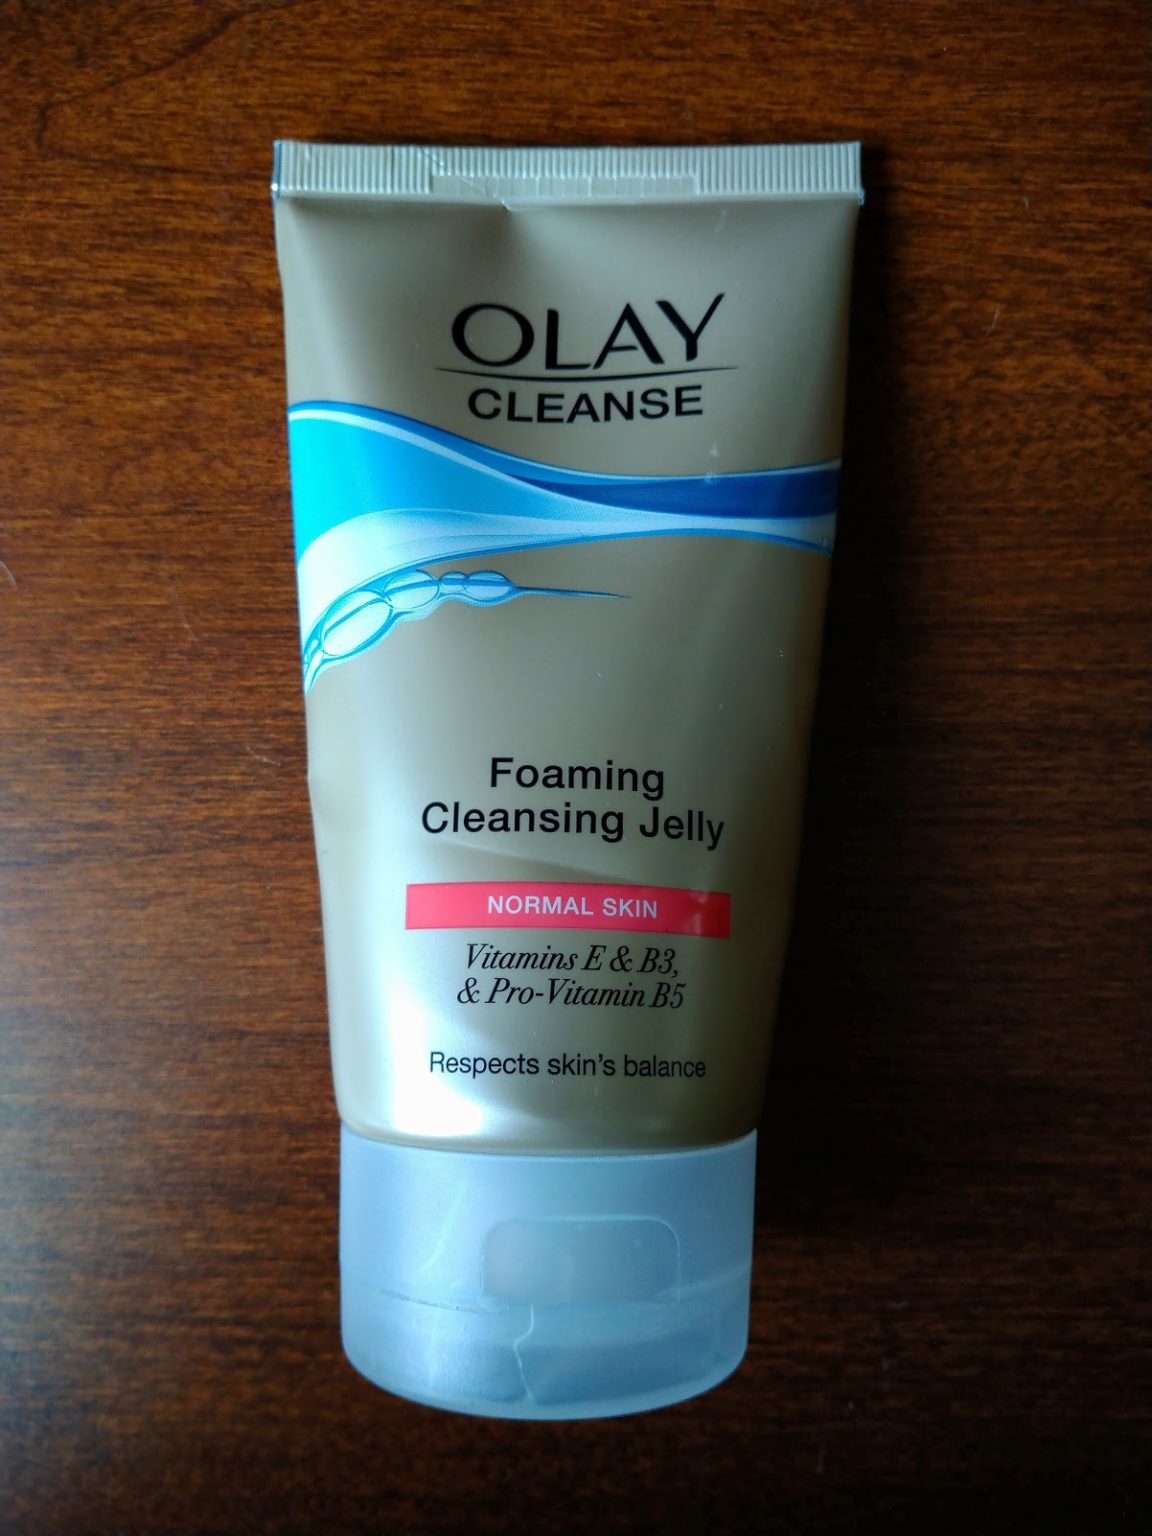 OLAY
CLEANSE
Foaming
Cleansing Jelly
NORMAL SKIN
Vitamins E & B3,
& Pro-Vitamin B5
Respects skin's balance